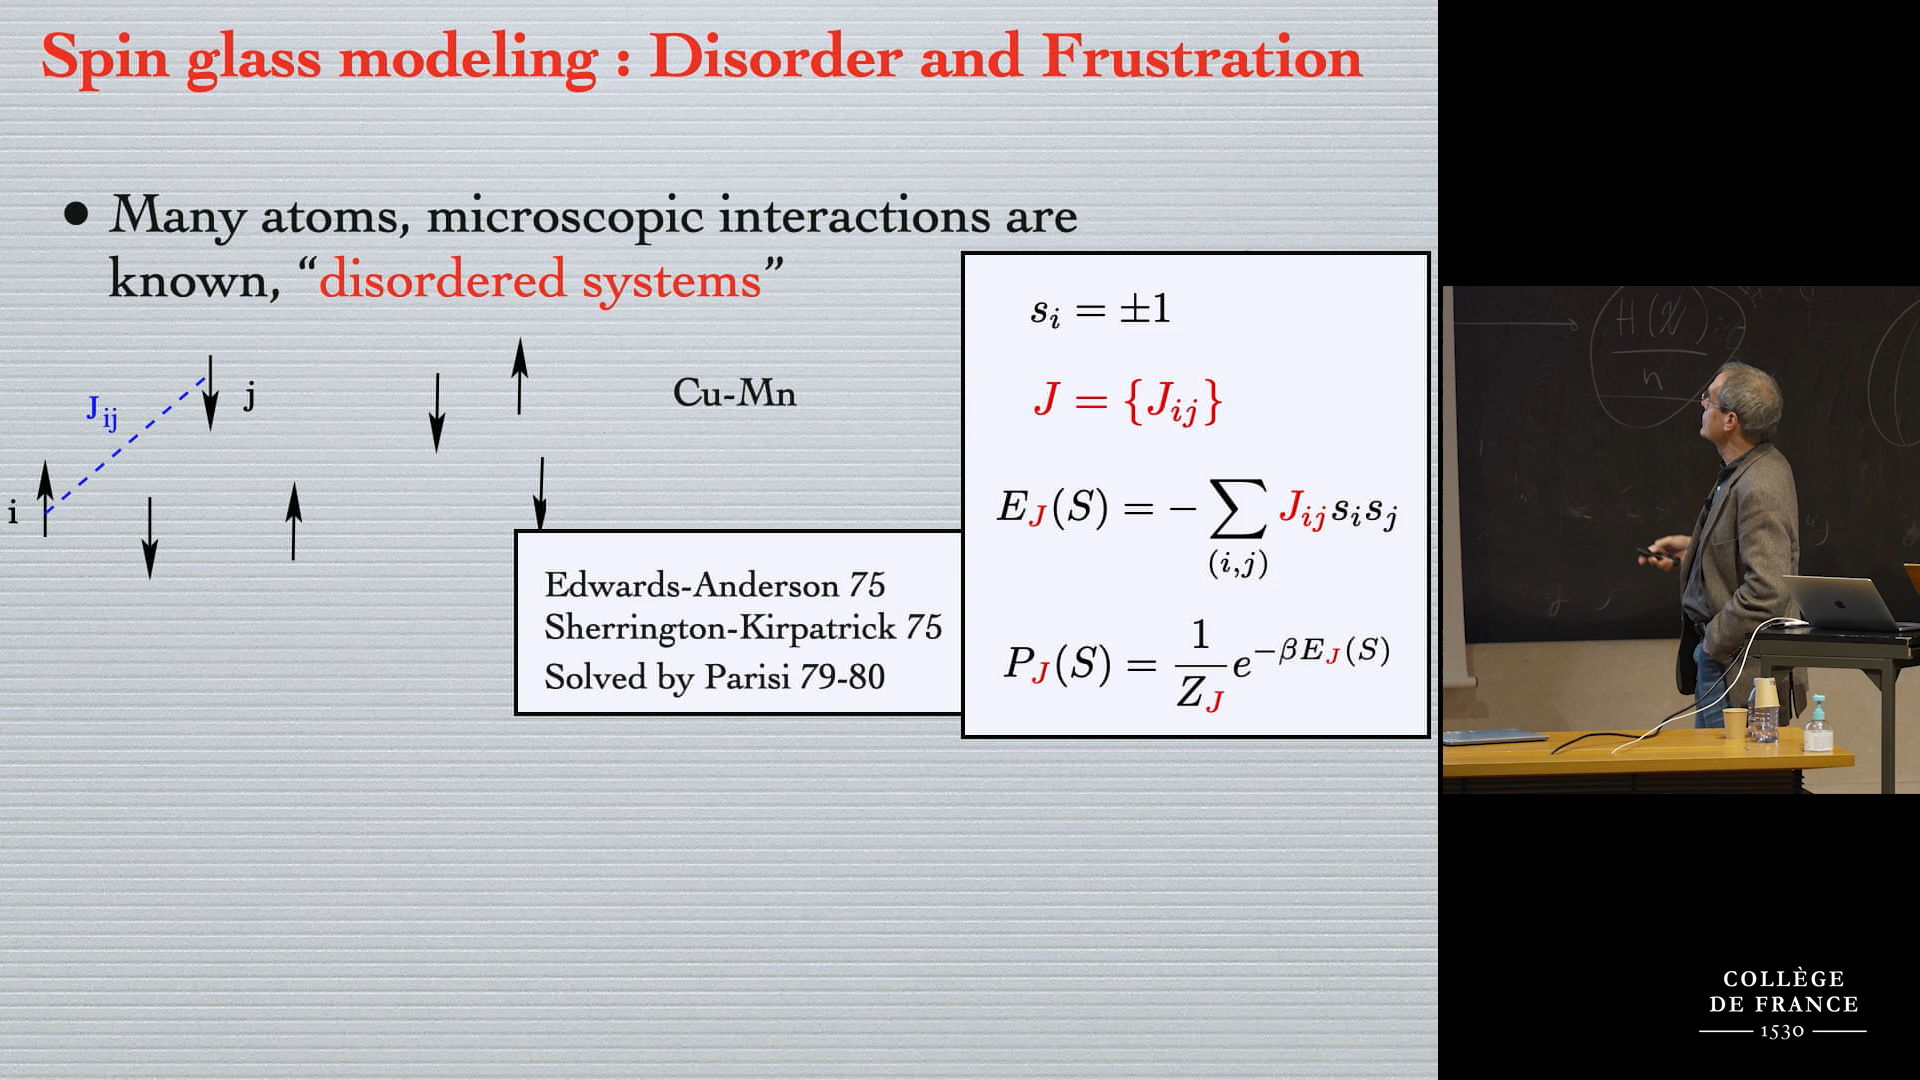 Spin glass modeling : Disorder and Frustration
• Many atoms, microscopic interactions are
known, “disordered systems”
J_ij
j
i
Cu-Mn
Edwards-Anderson 75
Sherrington-Kirpatrick 75
Solved by Parisi 79-80
s_i = ±1
J = {J_ij}
E_J(S) = − ∑_(i,j) J_ij s_i s_j
P_J(S) = 1/Z_J e^{−βE_J(S)}
H(X)
n
COLLÈGE
DE FRANCE
1530